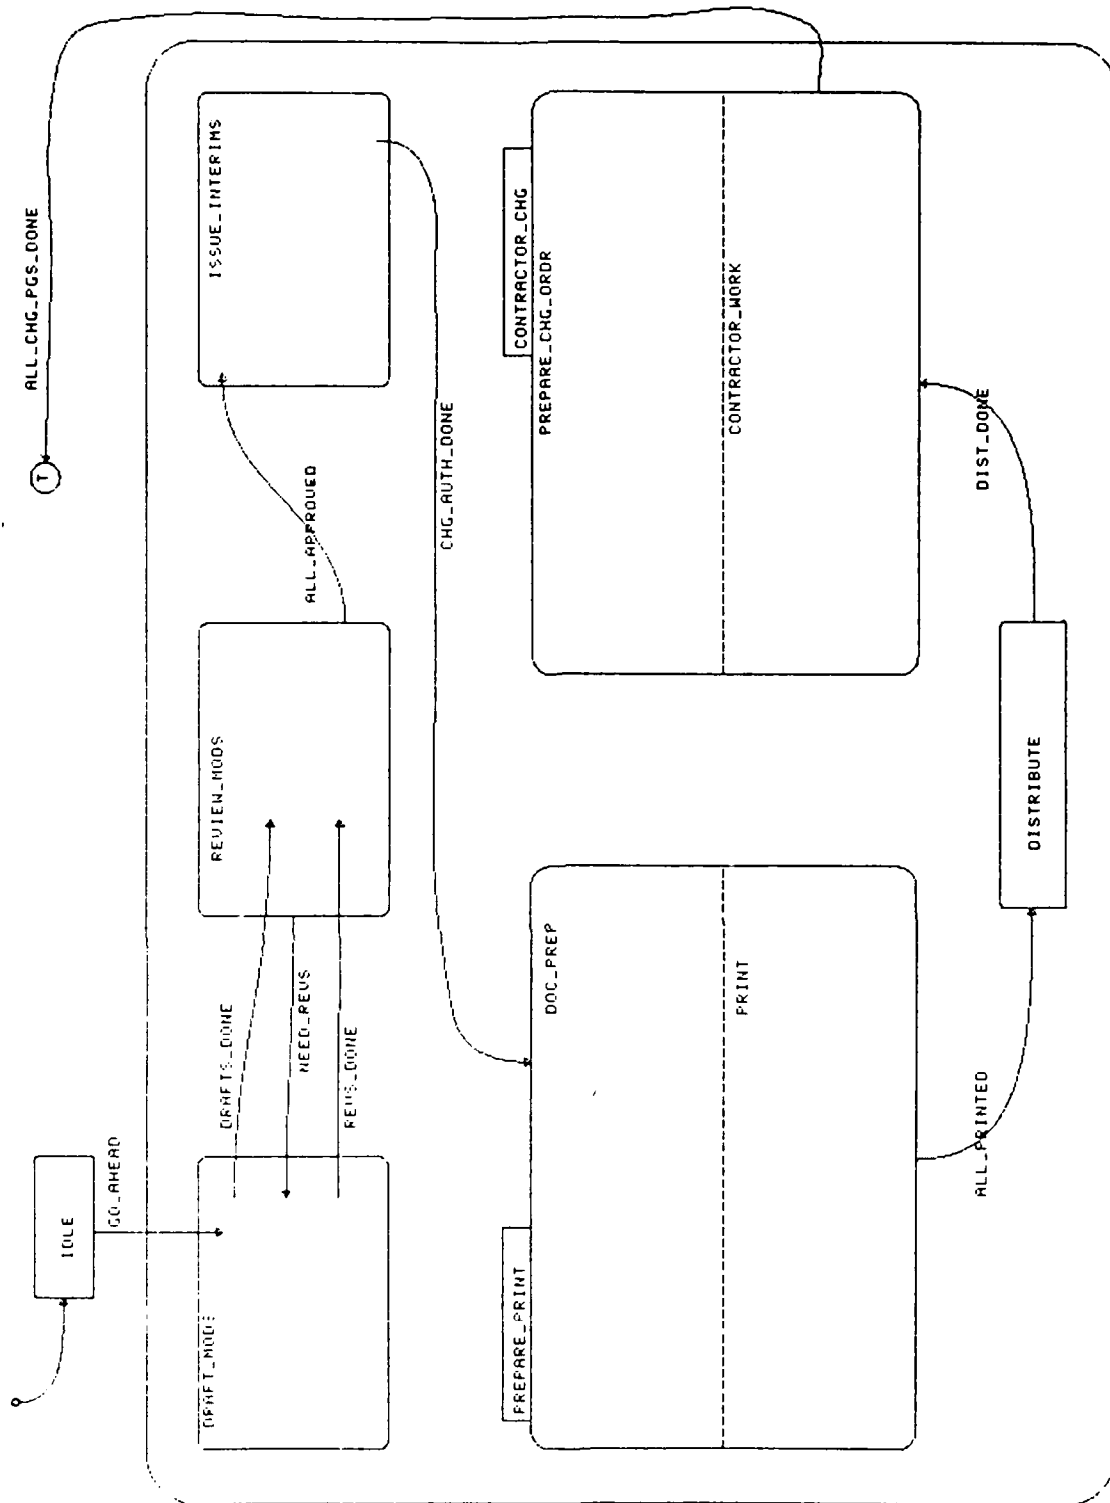 IDLE
GO_AHEAD
DRAFT_MODS
DRAFTS_DONE
NEED_REVS
REVS_DONE
REVIEW_MODS
ALL_APPROVED
ISSUE_INTERIMS
ALL_CHG_PGS_DONE
T
CHG_AUTH_DONE
PREPARE_PRINT
DOC_PREP
PRINT
ALL_PRINTED
DISTRIBUTE
DIST_DONE
CONTRACTOR_CHG
PREPARE_CHG_ORDR
CONTRACTOR_WORK